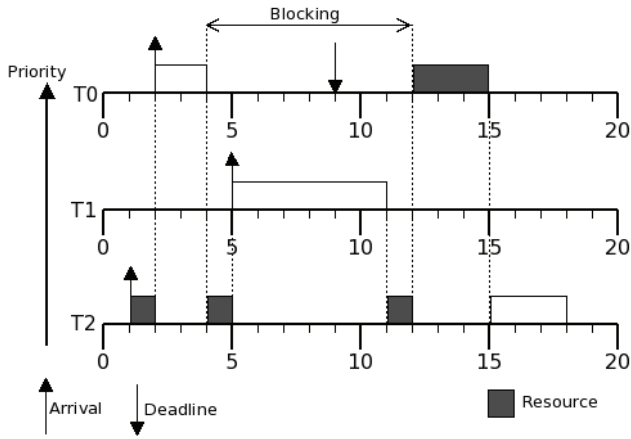 Blocking
Priority
T0
0 5 10 15 20
T1
0 5 10 15 20
T2
0 5 10 15 20
Arrival Deadline Resource